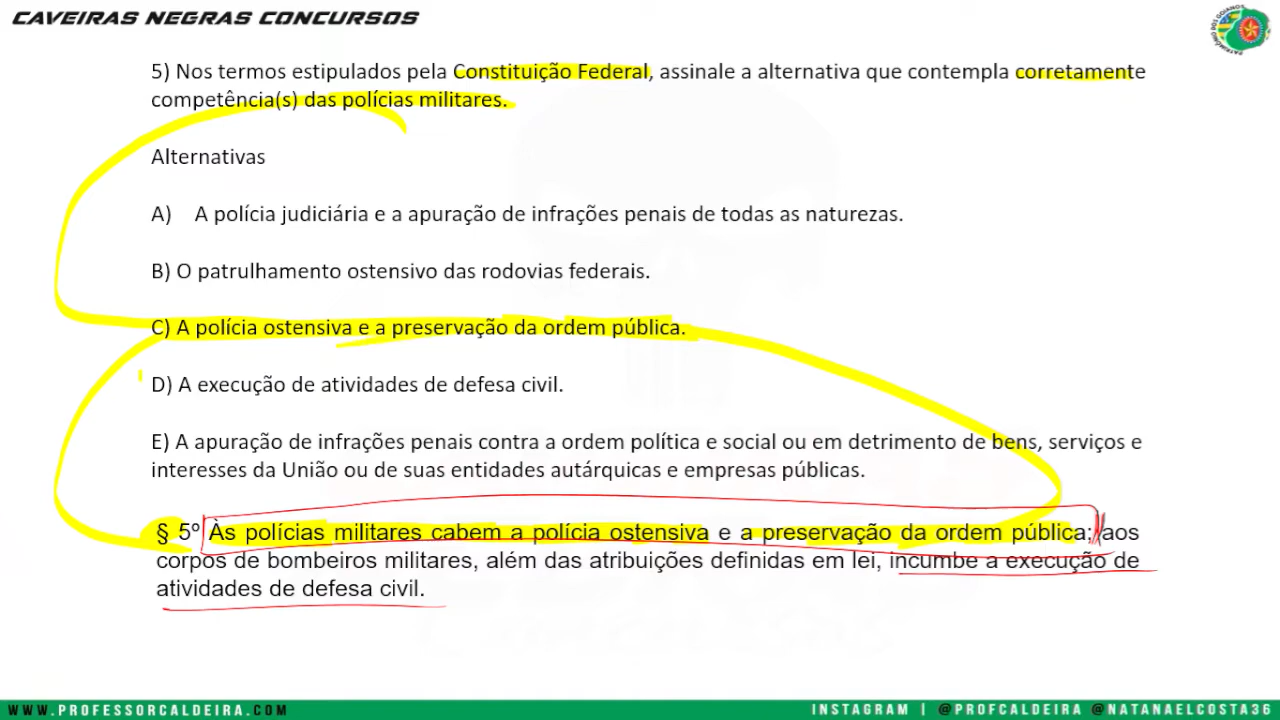 CAVEIRAS NEGRAS CONCURSOS
5) Nos termos estipulados pela Constituição Federal, assinale a alternativa que contempla corretamente
competência(s) das polícias militares.
Alternativas
A) A polícia judiciária e a apuração de infrações penais de todas as naturezas.
B) O patrulhamento ostensivo das rodovias federais.
C) A polícia ostensiva e a preservação da ordem pública.
D) A execução de atividades de defesa civil.
E) A apuração de infrações penais contra a ordem política e social ou em detrimento de bens, serviços e
interesses da União ou de suas entidades autárquicas e empresas públicas.
§ 5º Às polícias militares cabem a polícia ostensiva e a preservação da ordem pública; aos
corpos de bombeiros militares, além das atribuições definidas em lei, incumbe a execução de
atividades de defesa civil.
WWW.PROFESSORCALDEIRA.COM
INSTAGRAM | @PROFCALDEIRA @NATANAELCOSTA36